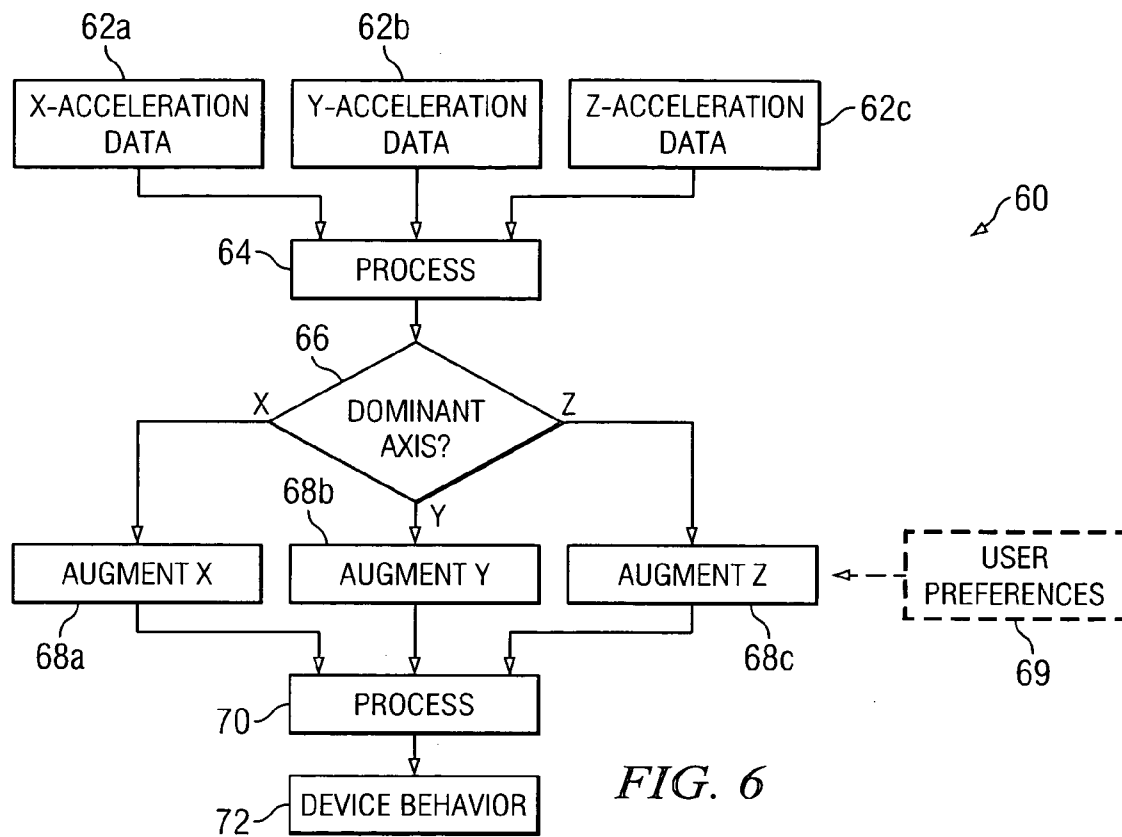 62a
62b
X-ACCELERATION
DATA
Y-ACCELERATION
DATA
Z-ACCELERATION
DATA
62c
60
64
PROCESS
66
X
DOMINANT
AXIS?
Z
Y
68b
AUGMENT X
AUGMENT Y
AUGMENT Z
USER
PREFERENCES
68a
68c
69
70
PROCESS
72
DEVICE BEHAVIOR
FIG. 6